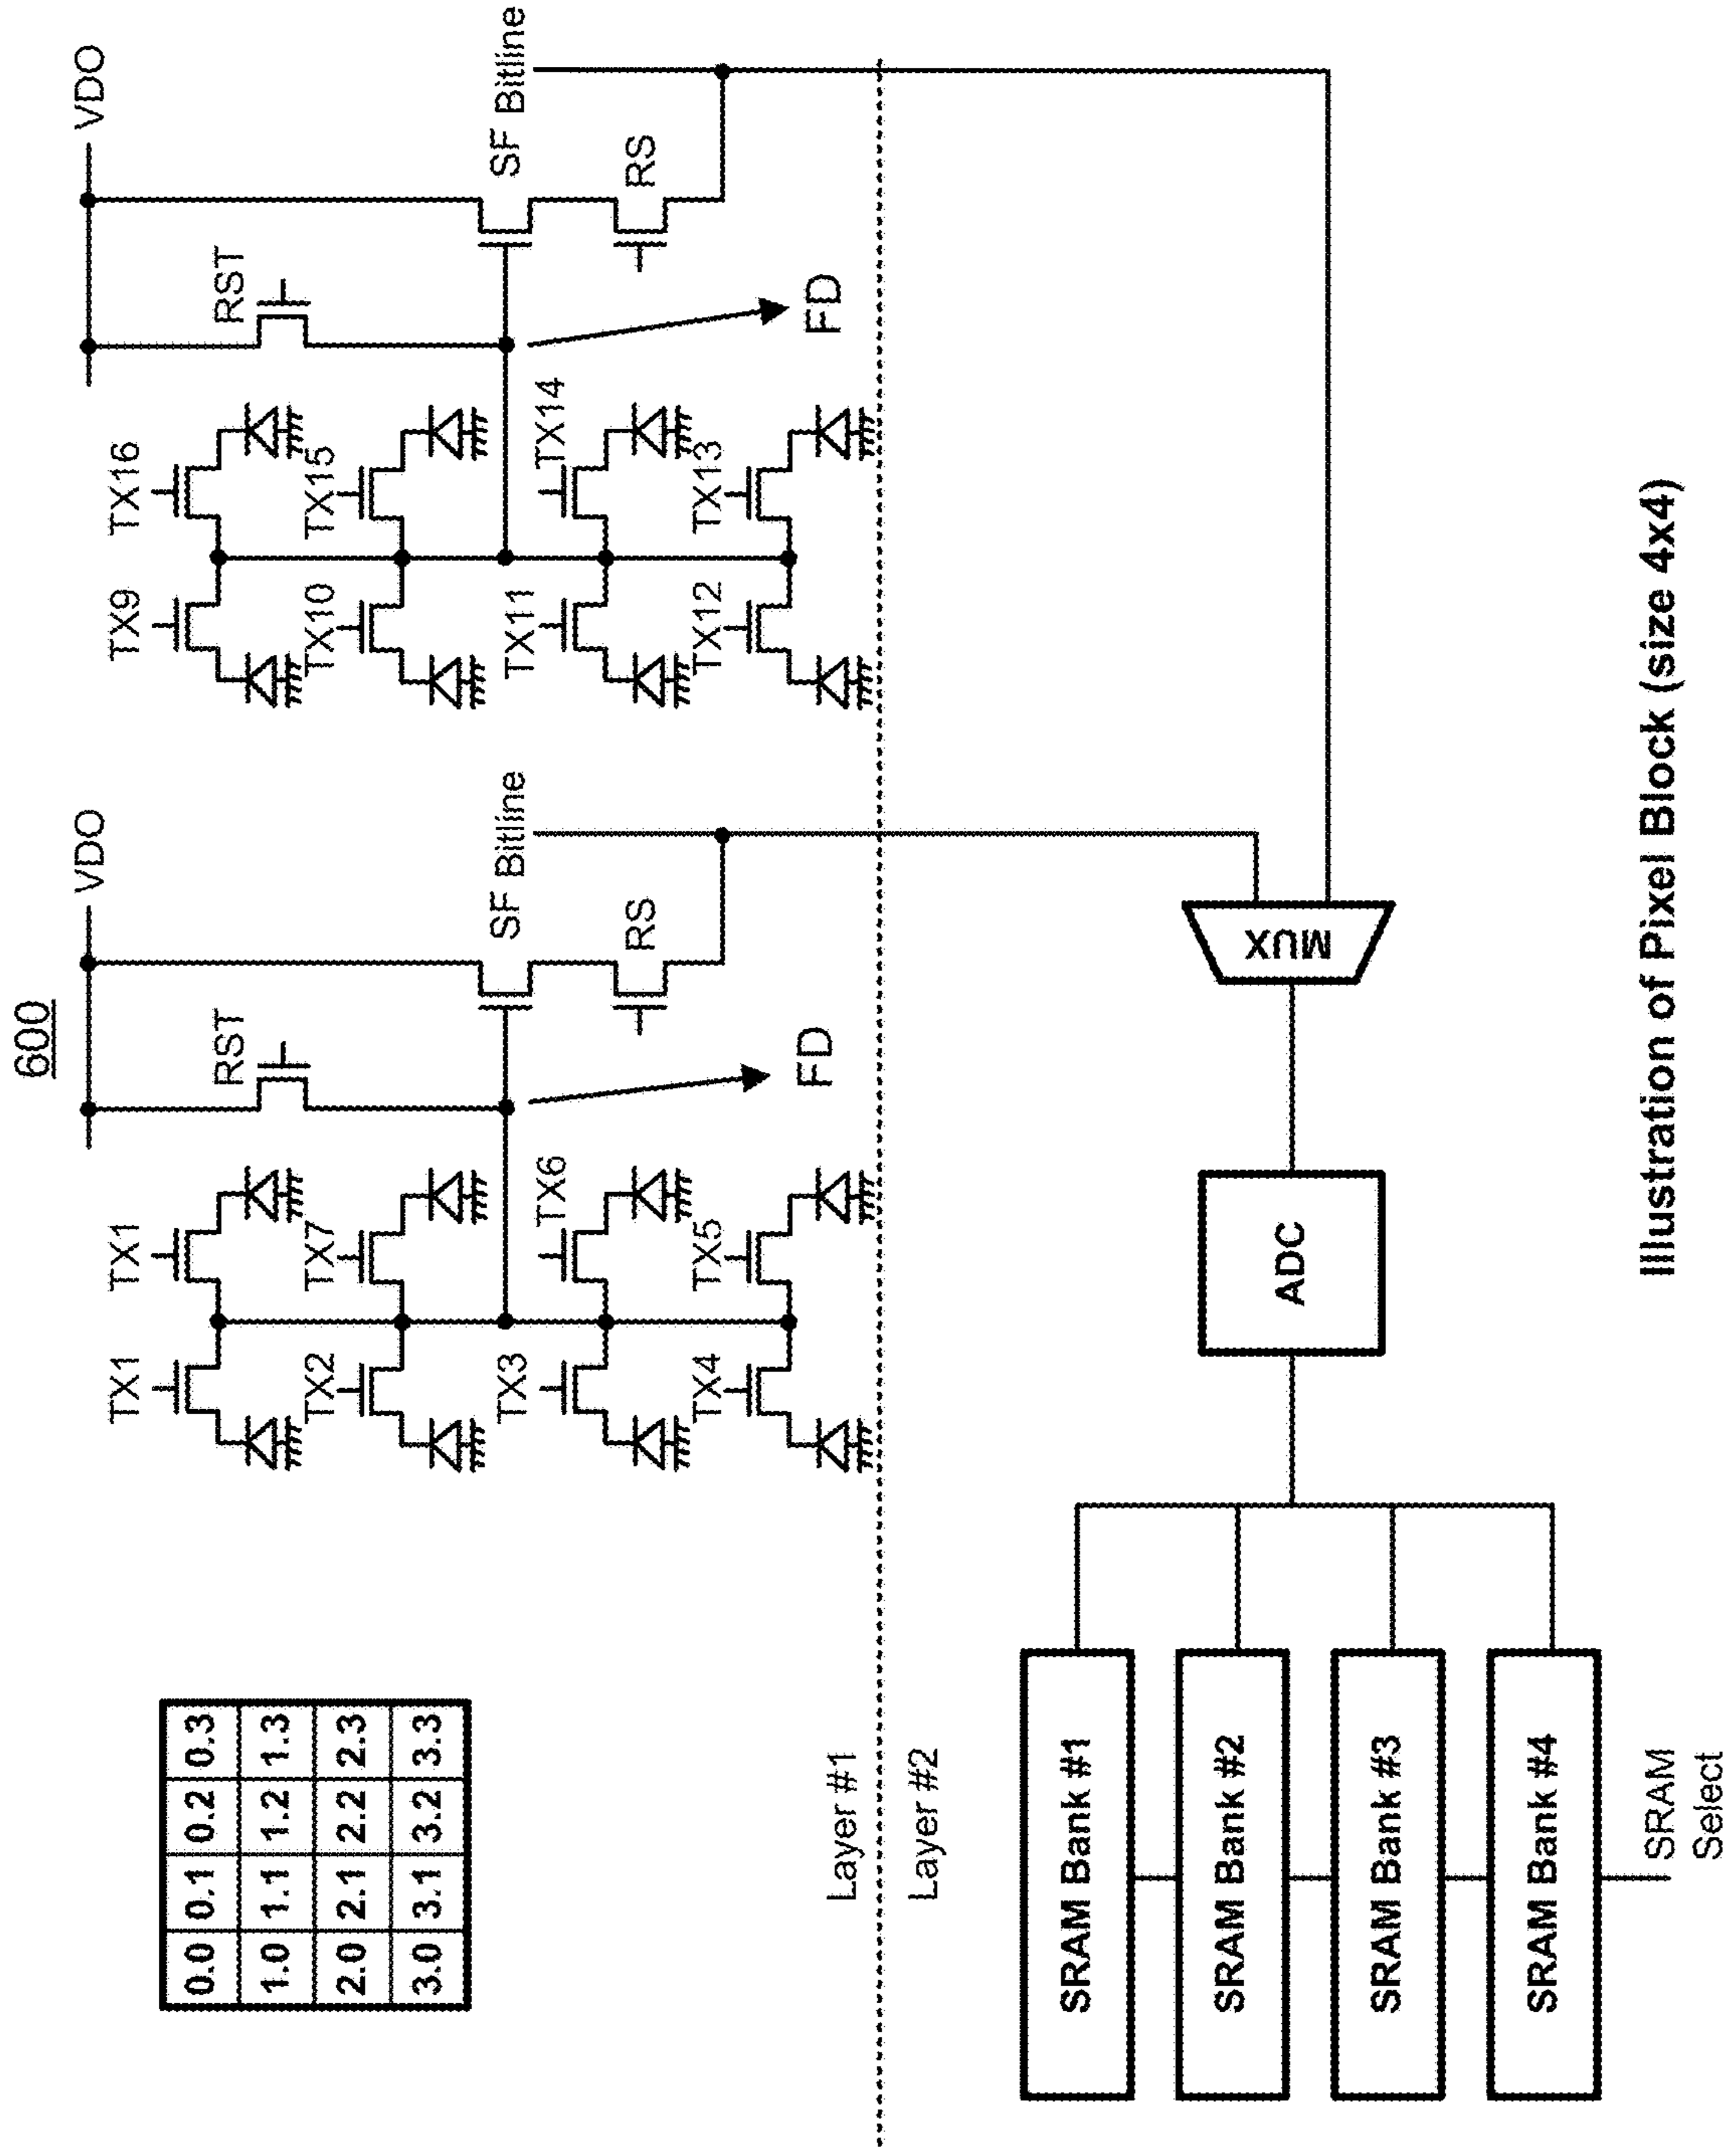 600
0.0 0.1 0.2 0.3
1.0 1.1 1.2 1.3
2.0 2.1 2.2 2.3
3.0 3.1 3.2 3.3
VDO
RST
TX1
TX1
TX2
TX7
TX3
TX6
TX4
TX5
SF
Bitline
RS
FD
VDO
RST
TX9
TX16
TX10
TX15
TX11
TX14
TX12
TX13
SF
Bitline
RS
FD
Layer #1
Layer #2
SRAM Bank #1
SRAM Bank #2
SRAM Bank #3
SRAM Bank #4
SRAM
Select
ADC
MUX
Illustration of Pixel Block (size 4x4)